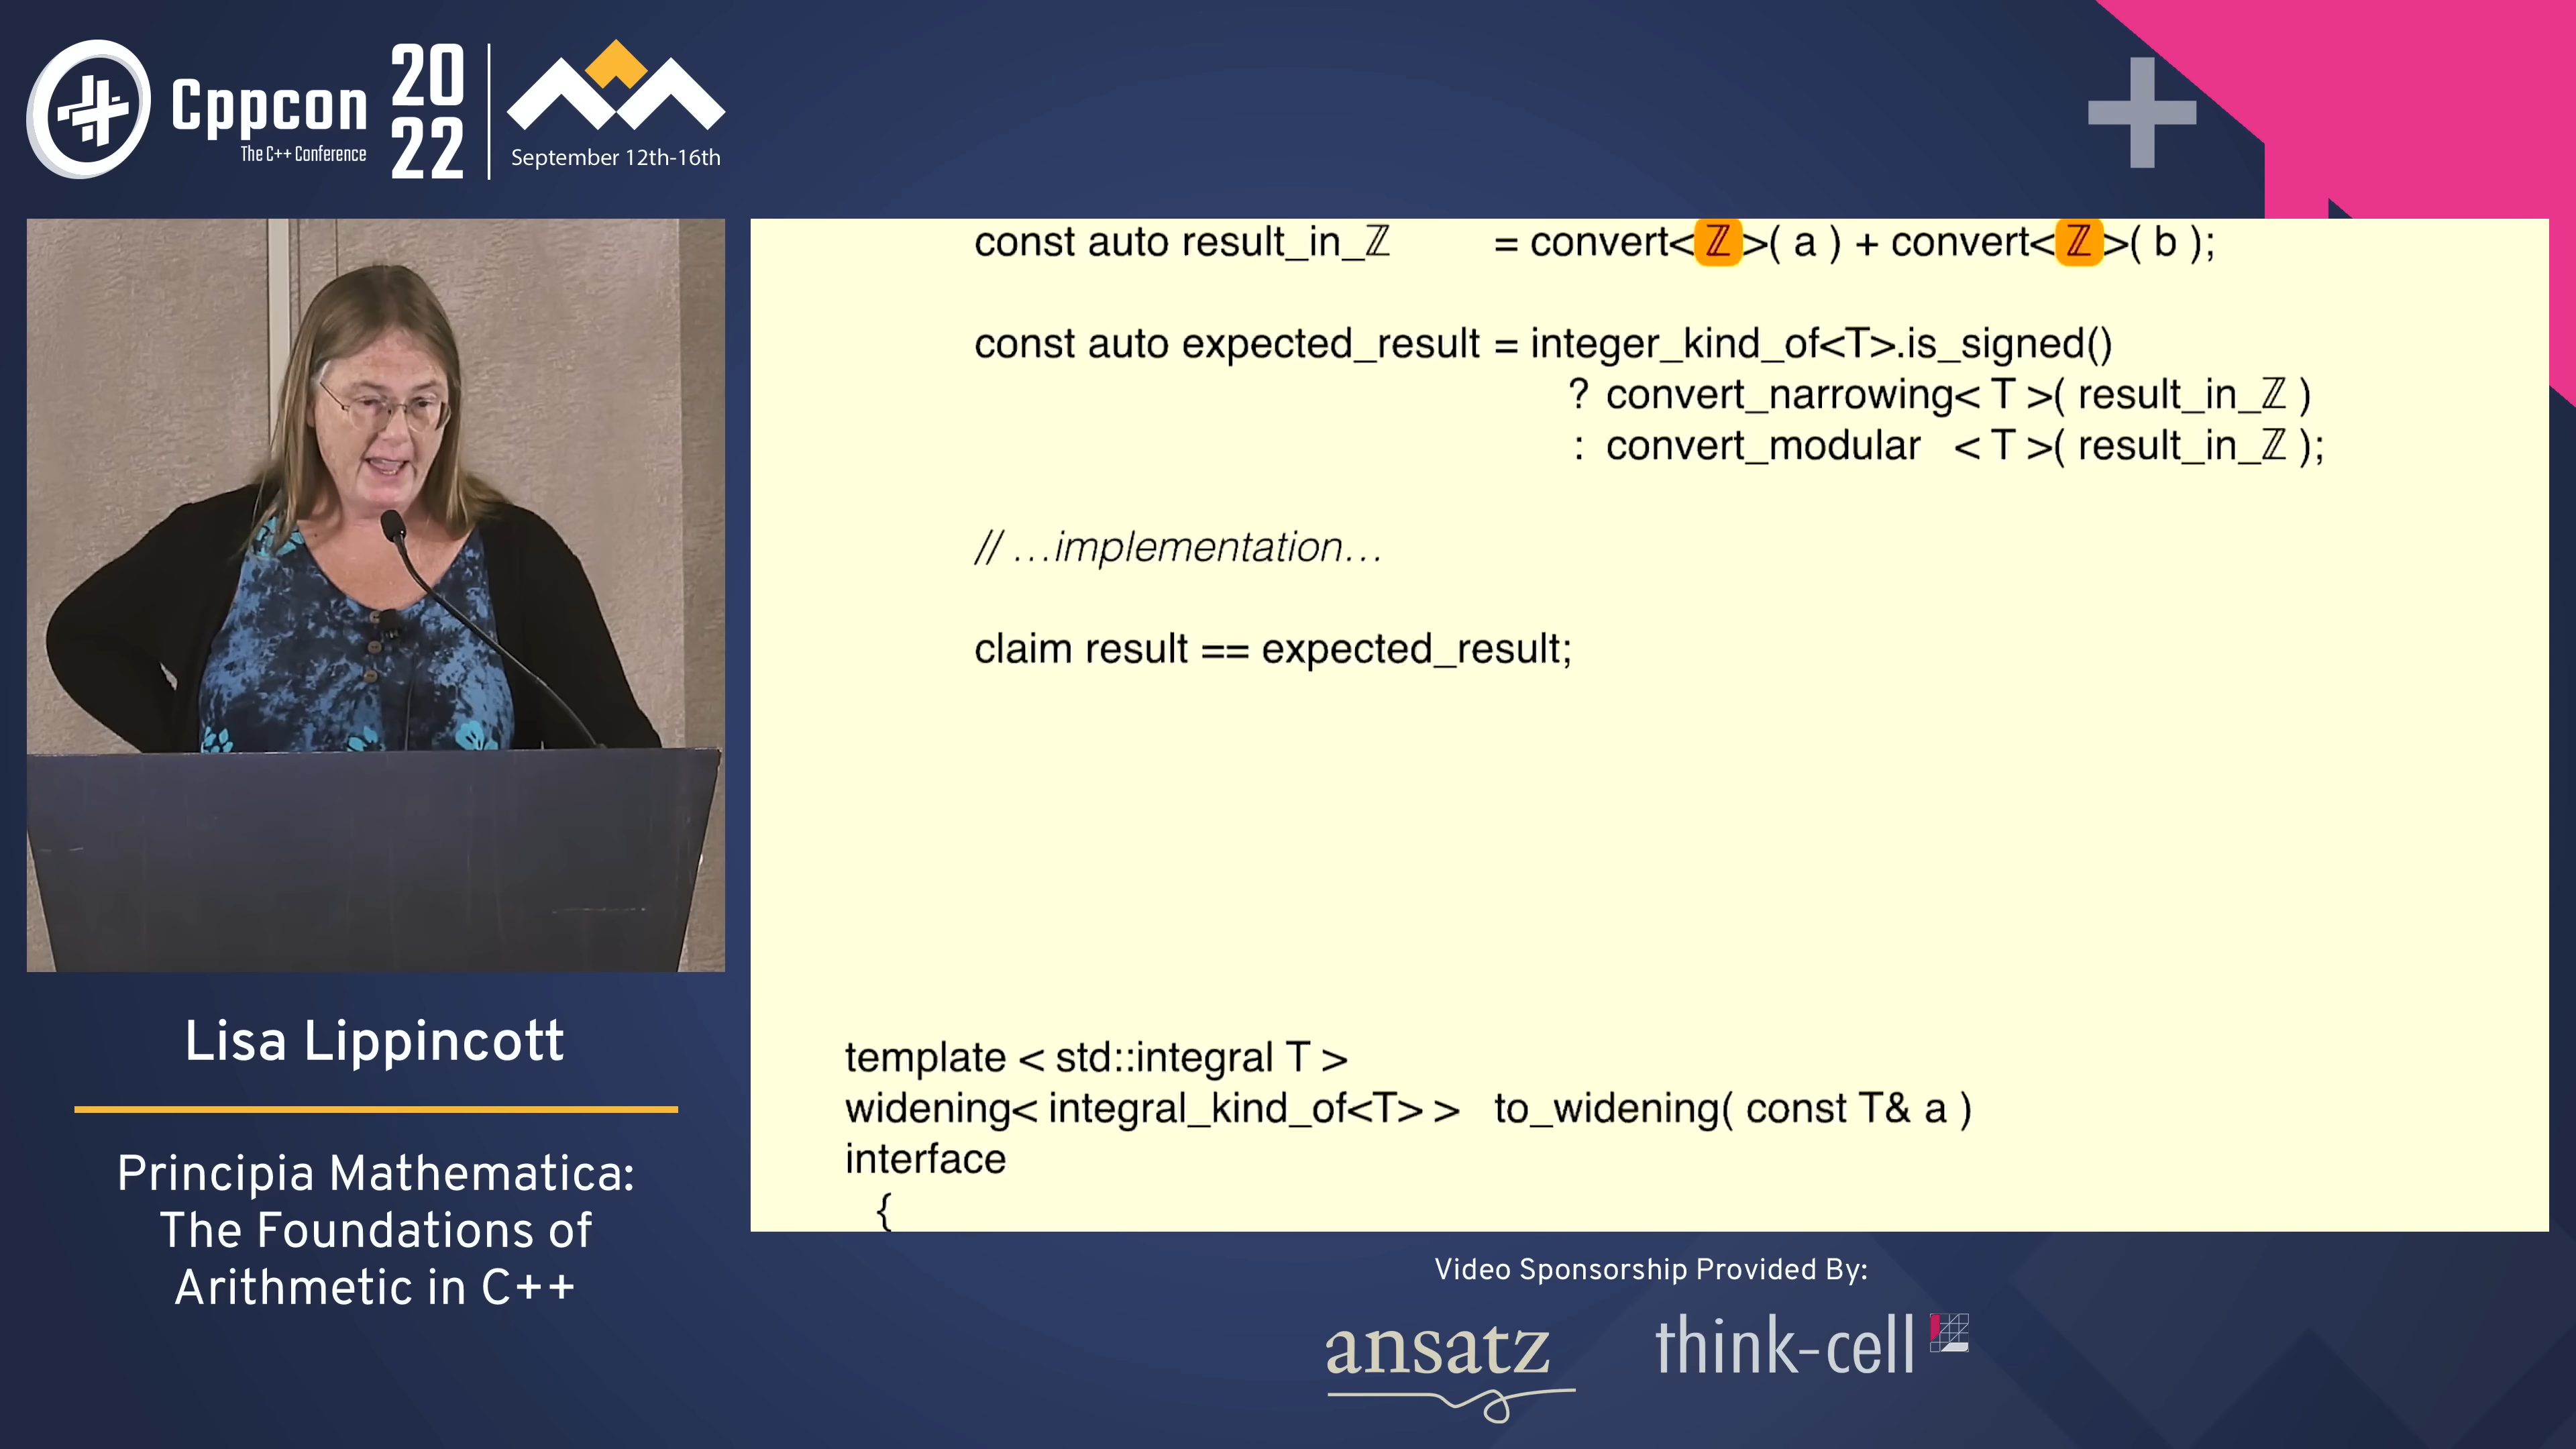 Cppcon
The C++ Conference
20
22
September 12th-16th
const auto result_in_ℤ = convert<ℤ>( a ) + convert<ℤ>( b );
const auto expected_result = integer_kind_of<T>.is_signed()
? convert_narrowing< T >( result_in_ℤ )
: convert_modular < T >( result_in_ℤ );
// …implementation…
claim result == expected_result;
template < std::integral T >
widening< integral_kind_of<T> > to_widening( const T& a )
interface
{
Lisa Lippincott
Principia Mathematica:
The Foundations of
Arithmetic in C++
Video Sponsorship Provided By:
ansatz
think-cell